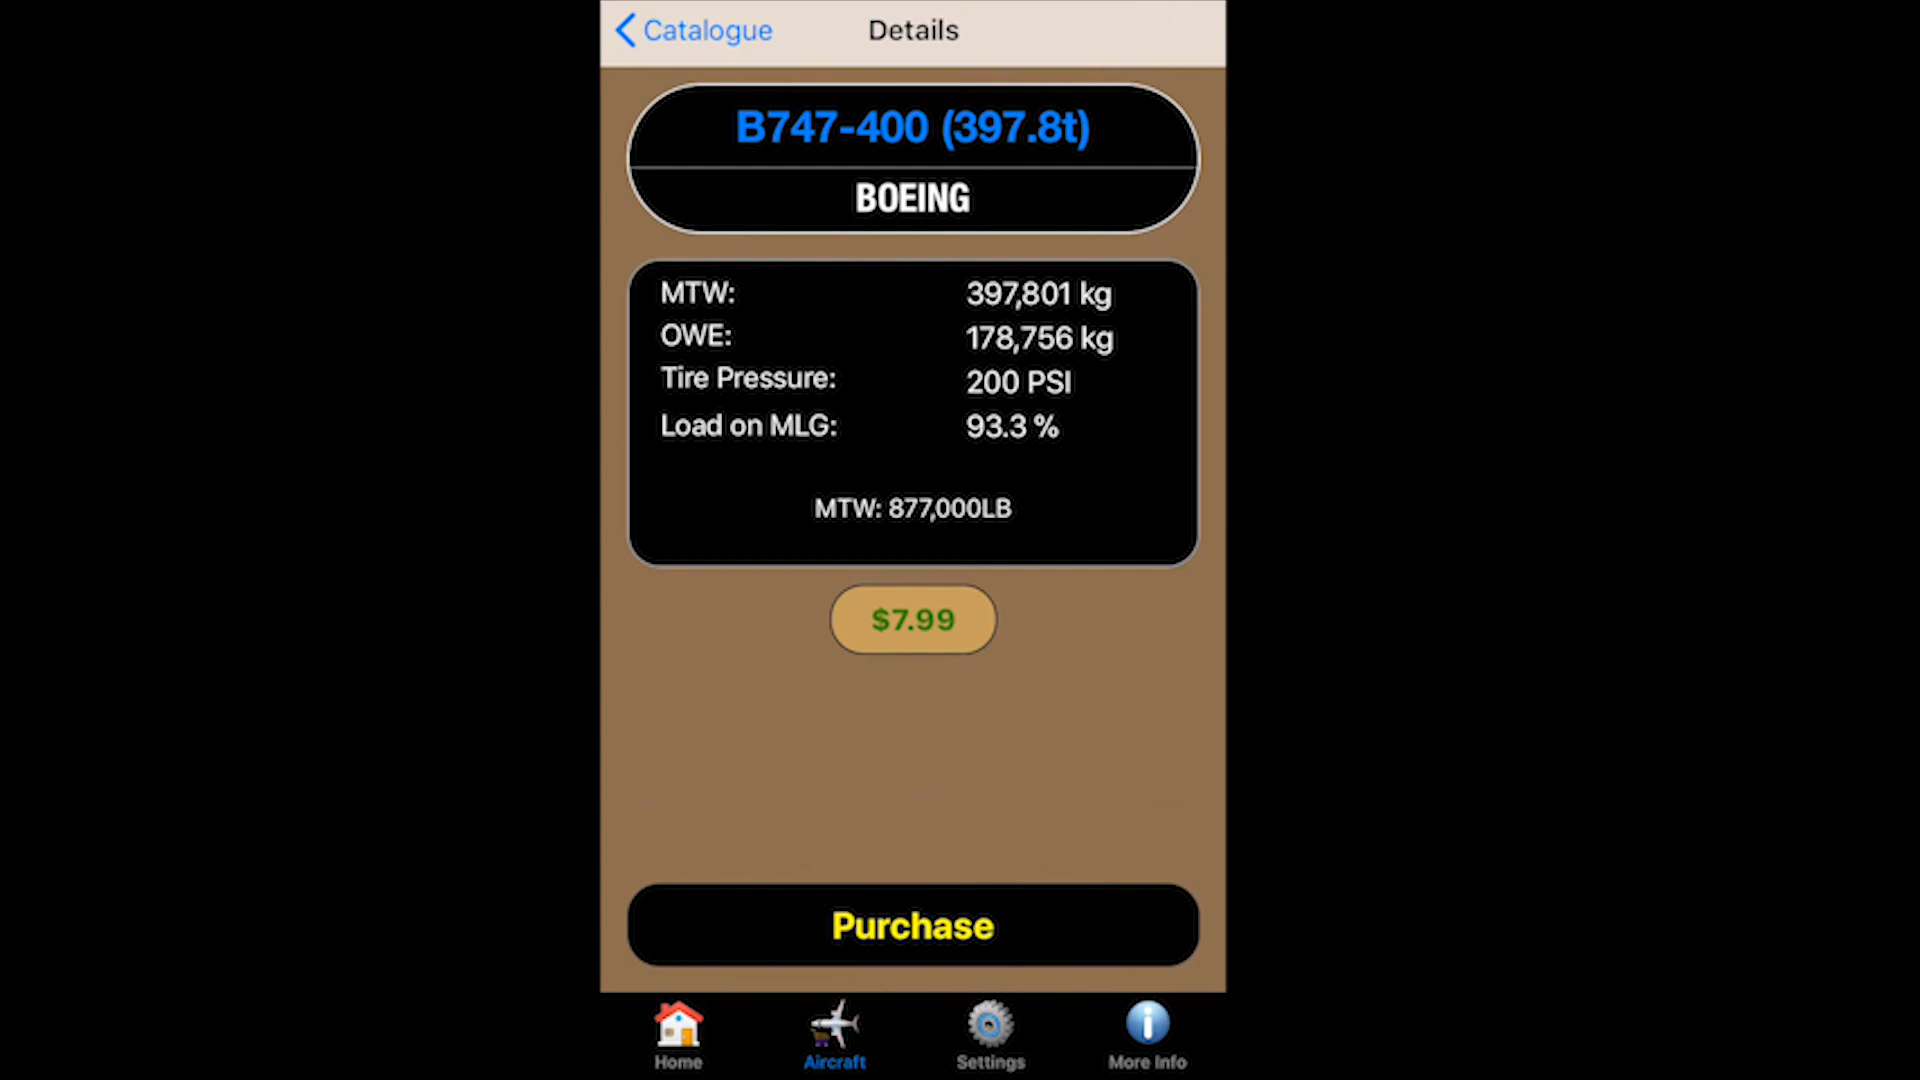 Catalogue Details
B747-400 (397.8t)
BOEING
MTW: 397,801 kg
OWE: 178,756 kg
Tire Pressure: 200 PSI
Load on MLG: 93.3 %
MTW: 877,000LB
$7.99
Purchase
Home Aircraft Settings More Info